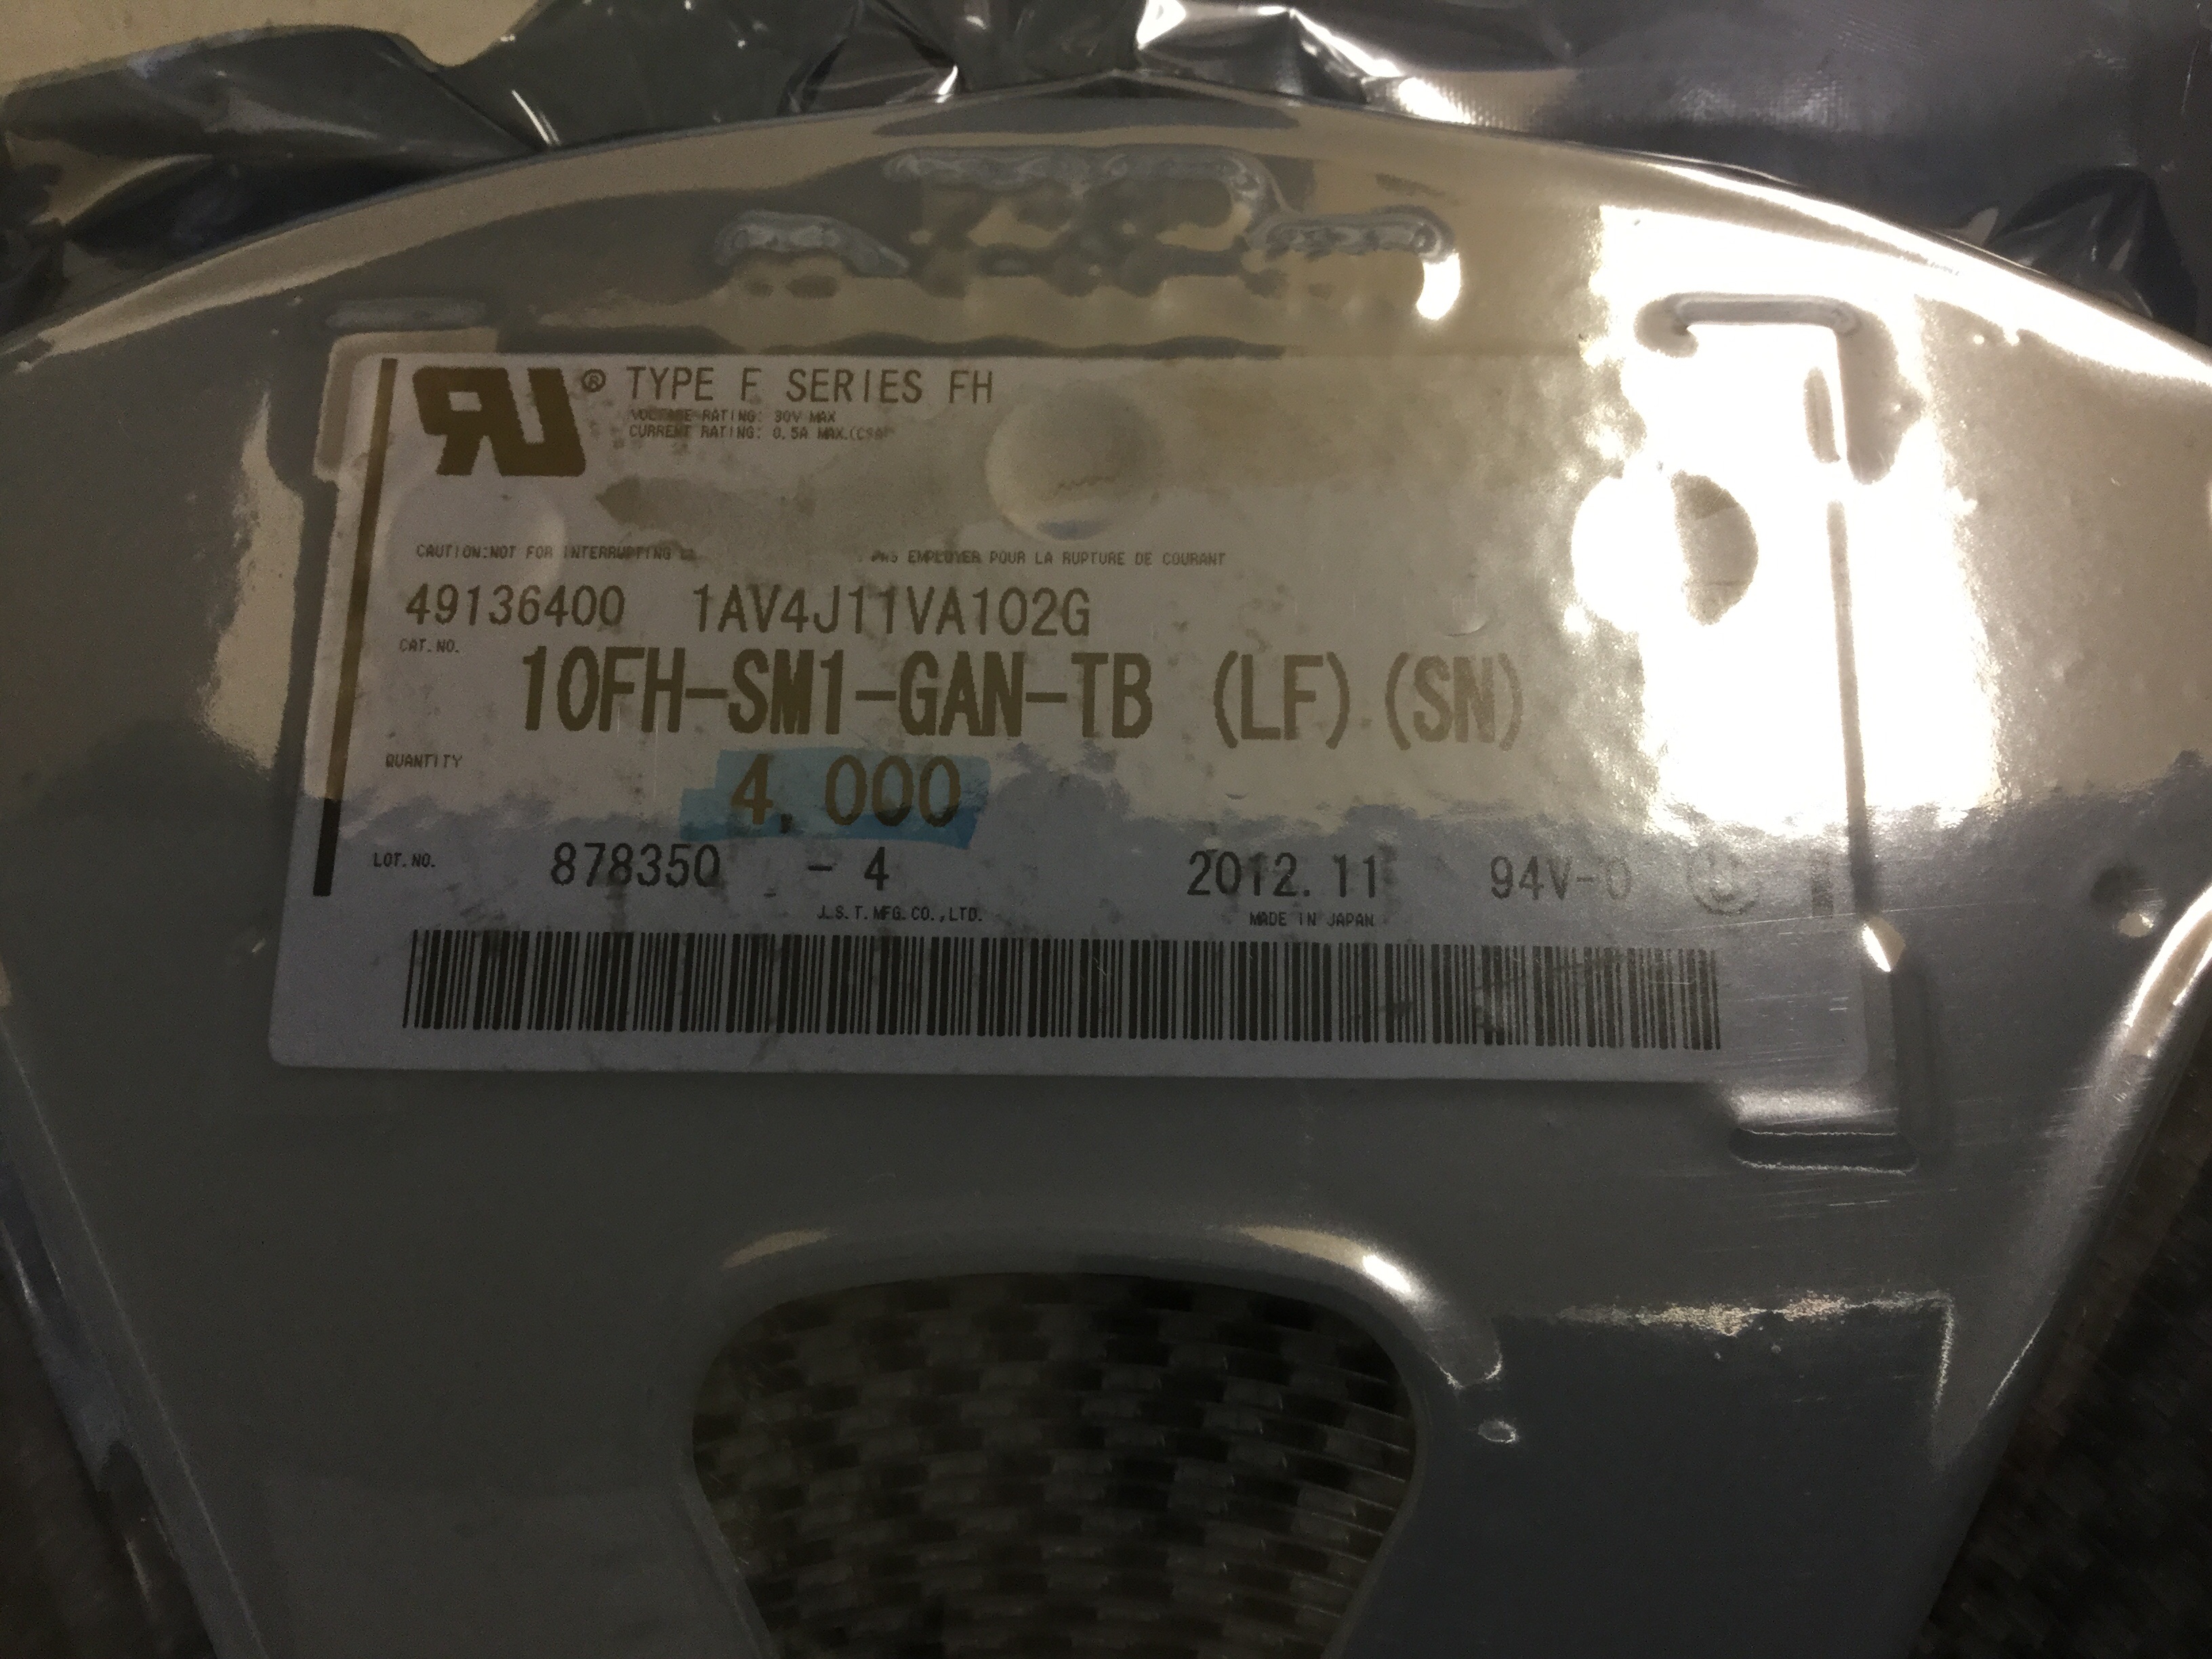 RU® TYPE F SERIES FH
VOLTAGE RATING: 30V MAX
CURRENT RATING: 0.5A MAX.(CSA
CAUTION:NOT FOR INTERRUPTING
PAS EMPLOYER POUR LA RUPTURE DE COURANT
49136400 1AV4J11VA102G
CAT.NO.
10FH-SM1-GAN-TB (LF)(SN)
QUANTITY
4,000
LOT.NO. 878350 - 4 2012.11 94V-0
J.S.T.MFG.CO.,LTD. MADE IN JAPAN